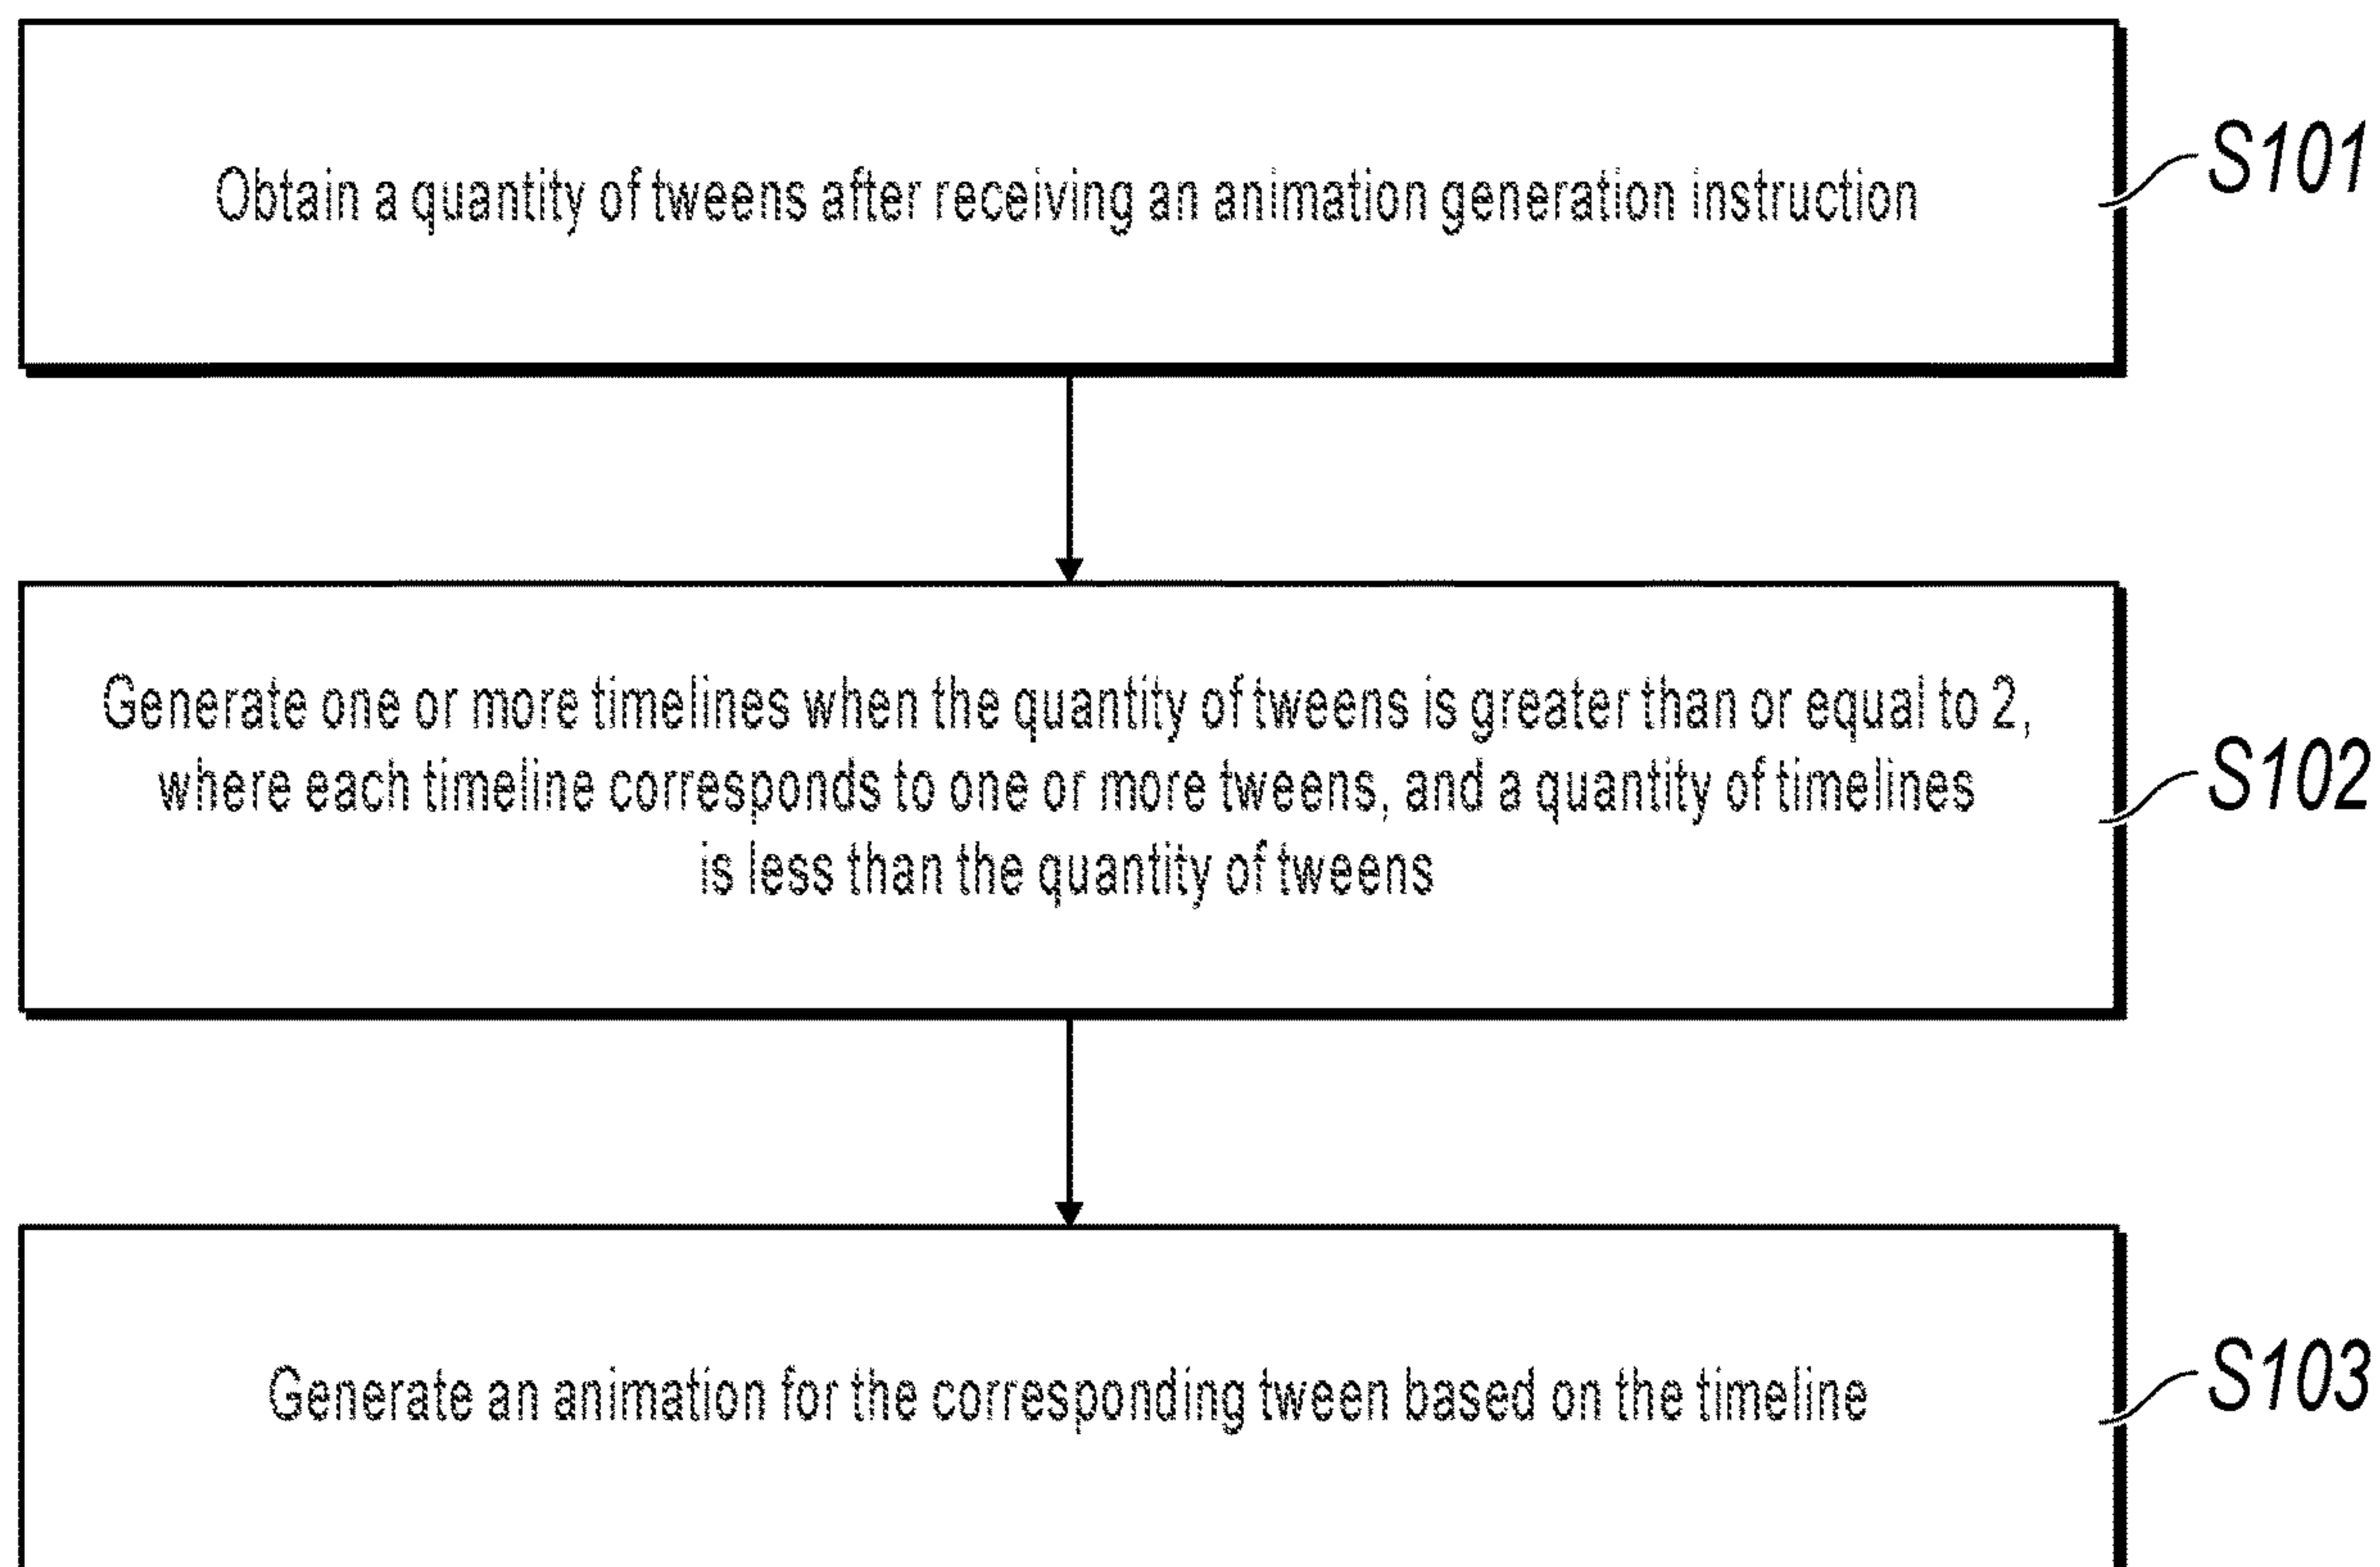 Obtain a quantity of tweens after receiving an animation generation instruction
S101
Generate one or more timelines when the quantity of tweens is greater than or equal to 2,
where each timeline corresponds to one or more tweens, and a quantity of timelines
is less than the quantity of tweens
S102
Generate an animation for the corresponding tween based on the timeline
S103